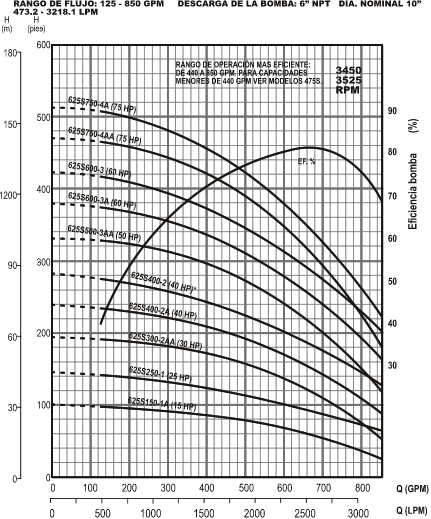 RANGO DE FLUJO: 125 - 850 GPM DESCARGA DE LA BOMBA: 6” NPT DIA. NOMINAL 10”
473.2 - 3218.1 LPM
H (m)
H (pies)
180
150
1200
90
60
30
0
600
500
400
300
200
100
0
RANGO DE OPERACIÓN MAS EFICIENTE:
DE 440 A 850 GPM. PARA CAPACIDADES
MENORES DE 440 GPM VER MODELOS 475S.
3450
3525
RPM
625S750-4A (75 HP)
625S750-4AA (75 HP)
625S600-3 (60 HP)
625S600-3A (60 HP)
625S500-3AA (50 HP)
625S400-2 (40 HP)*
625S400-2A (40 HP)
625S300-2AA (30 HP)
625S250-1 (25 HP)
625S150-1A (15 HP)
EF. %
90
80
70
60
50
40
30
(%)
Eficiencia bomba
0 100 200 300 400 500 600 700 800 Q (GPM)
0 500 1000 1500 2000 2500 3000 Q (LPM)